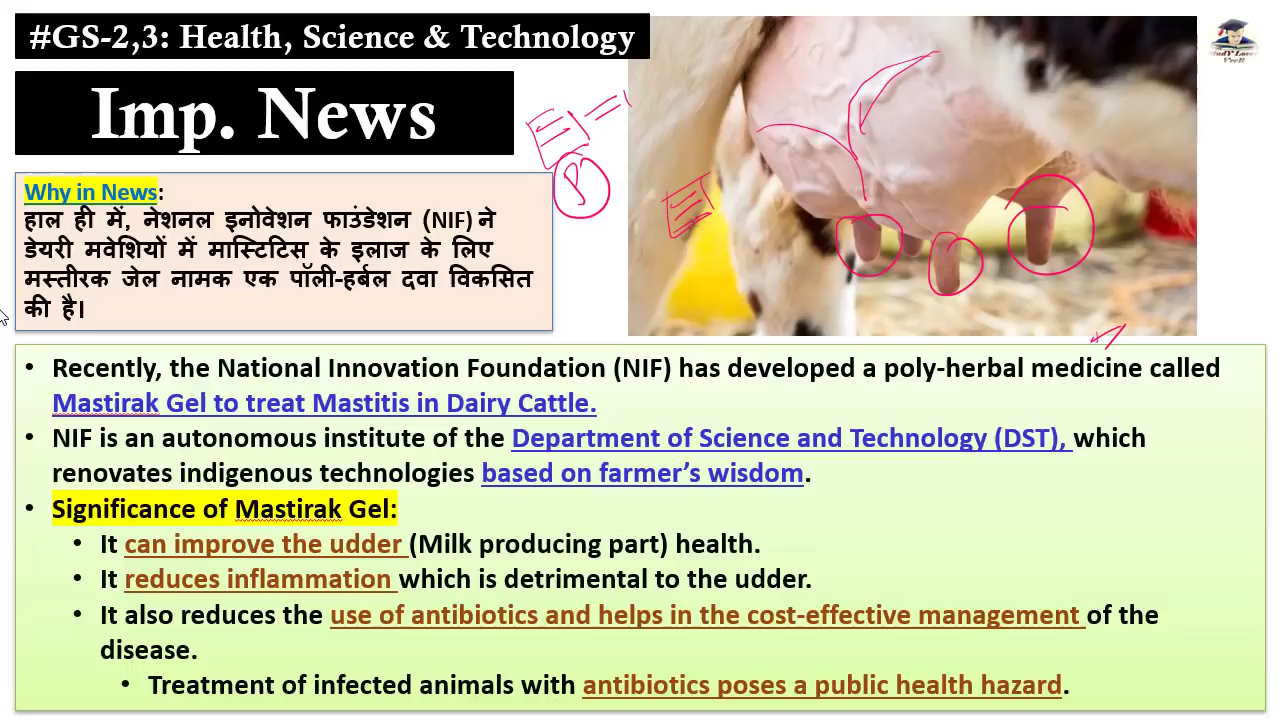 #GS-2,3: Health, Science & Technology
Imp. News
Why in News:
हाल ही में, नेशनल इनोवेशन फाउंडेशन (NIF) ने
डेयरी मवेशियों में मास्टिटिस के इलाज के लिए
मस्तीरक जेल नामक एक पॉली-हर्बल दवा विकसित
की है।
• Recently, the National Innovation Foundation (NIF) has developed a poly-herbal medicine called
Mastirak Gel to treat Mastitis in Dairy Cattle.
• NIF is an autonomous institute of the Department of Science and Technology (DST), which
renovates indigenous technologies based on farmer’s wisdom.
• Significance of Mastirak Gel:
• It can improve the udder (Milk producing part) health.
• It reduces inflammation which is detrimental to the udder.
• It also reduces the use of antibiotics and helps in the cost-effective management of the
disease.
• Treatment of infected animals with antibiotics poses a public health hazard.